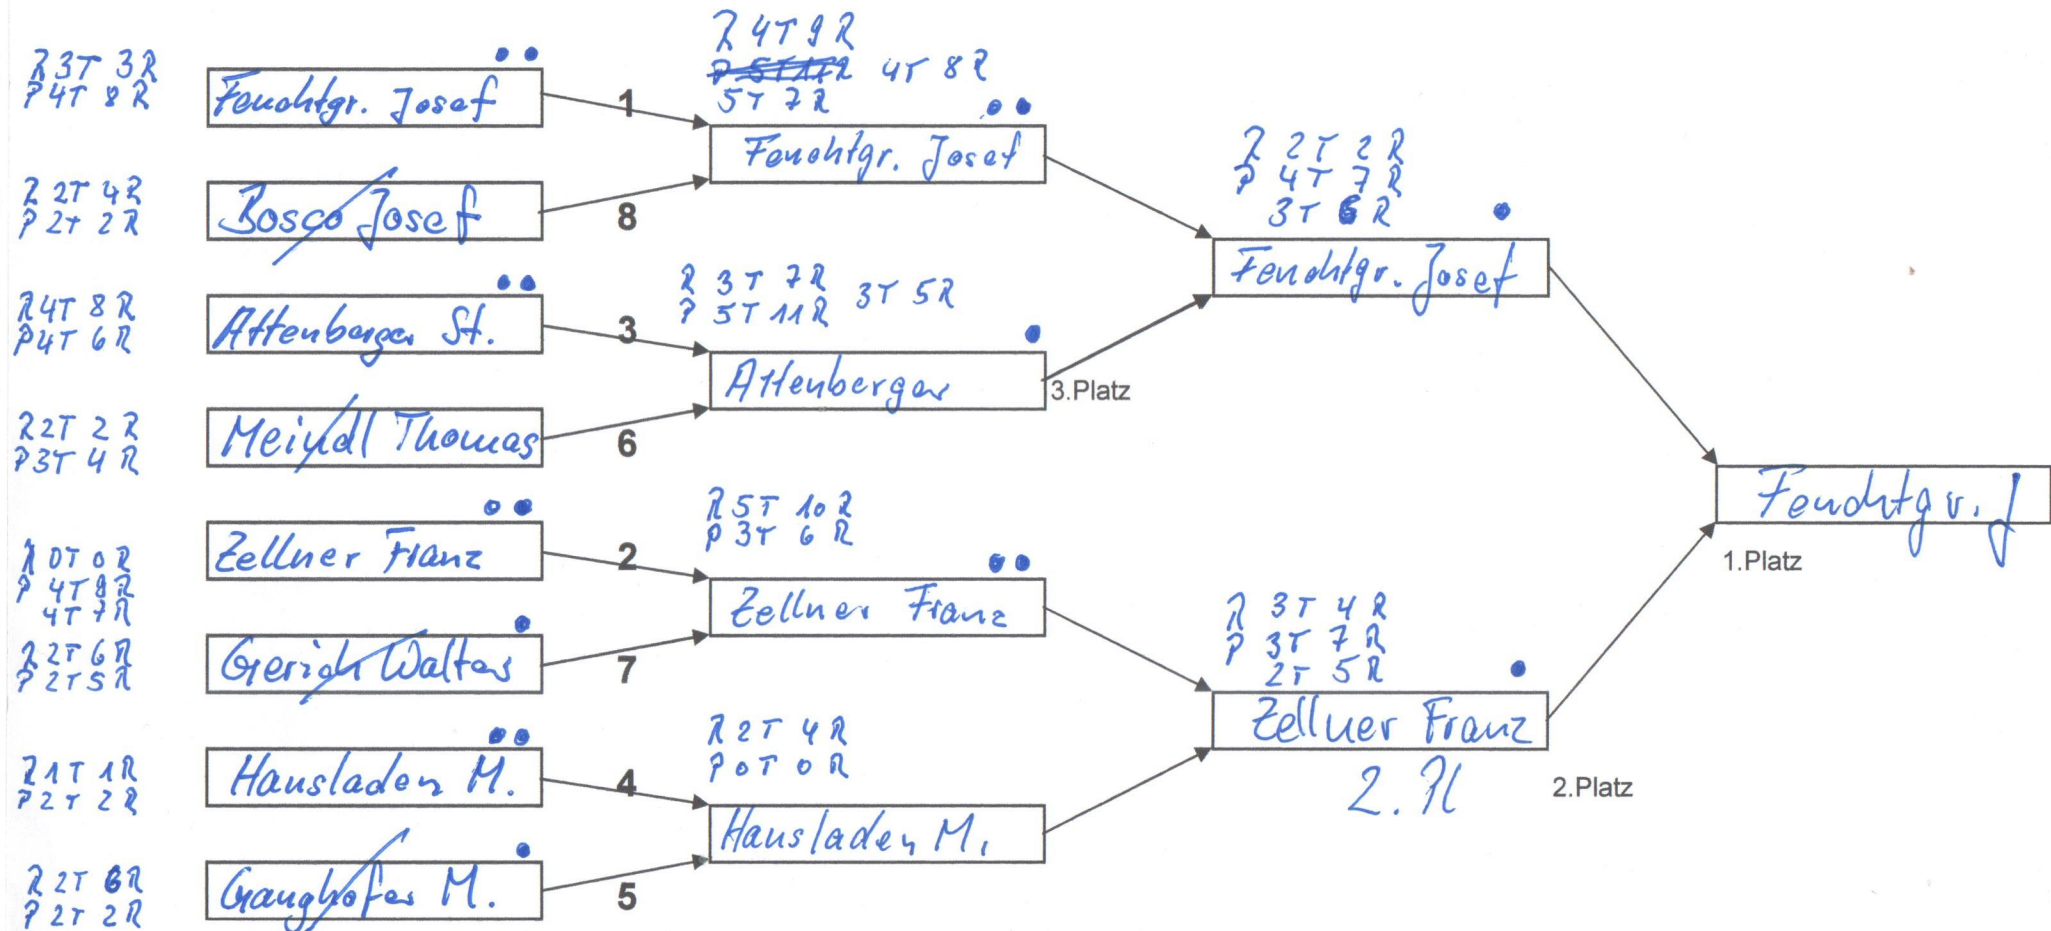 R 3T 3R
P 4T 8R
Feuchtgr. Josef
1
R 2T 4R
P 2T 2R
Bosco Josef
8
R 4T 8R
P 4T 6R
Attenberger St.
3
R 2T 2R
P 3T 4R
Meindl Thomas
6
R 0T 0R
P 4T 8R
4T 7R
Zellner Franz
2
R 2T 6R
P 2T 5R
Gerich Walter
7
R 1T 1R
P 2T 2R
Hausladen M.
4
R 2T 6R
P 2T 2R
Ganghofer M.
5
R 4T 9R
4T 8R
5T 7R
Feuchtgr. Josef
R 3T 7R
P 5T 11R 3T 5R
Attenberger
3.Platz
R 5T 10R
P 3T 6R
Zellner Franz
R 2T 4R
P 0T 0R
Hausladen M.
R 2T 2R
P 4T 7R
3T 6R
Feuchtgr. Josef
R 3T 4R
P 3T 7R
2T 5R
Zellner Franz
2. Pl
2.Platz
Feuchtgr. J
1.Platz